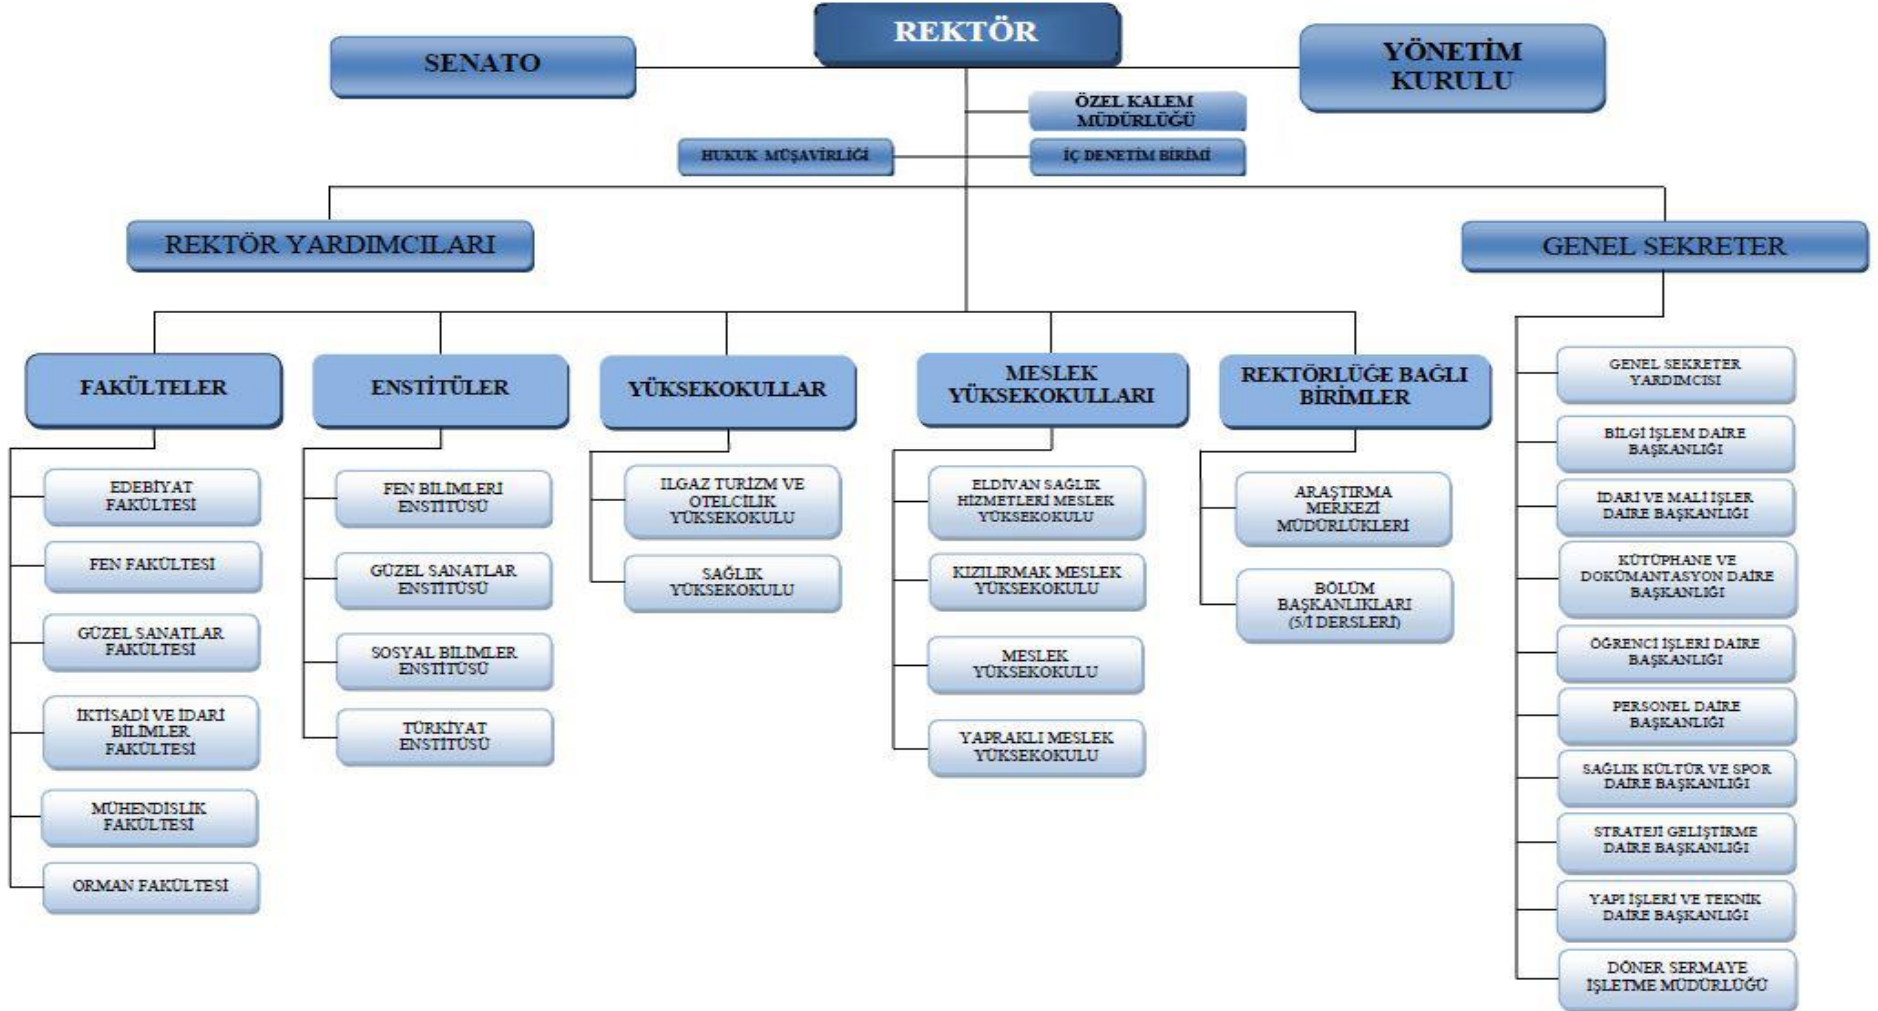 REKTÖR
SENATO
YÖNETİM
KURULU
ÖZEL KALEM
MÜDÜRLÜĞÜ
HUKUK MÜŞAVİRLİĞİ
İÇ DENETİM BİRİMİ
REKTÖR YARDIMCILARI
GENEL SEKRETER
FAKÜLTELER
EDEBİYAT
FAKÜLTESİ
FEN FAKÜLTESİ
GÜZEL SANATLAR
FAKÜLTESİ
İKTİSADİ VE İDARİ
BİLİMLER
FAKÜLTESİ
MÜHENDİSLİK
FAKÜLTESİ
ORMAN FAKÜLTESİ
ENSTİTÜLER
FEN BİLİMLERİ
ENSTİTÜSÜ
GÜZEL SANATLAR
ENSTİTÜSÜ
SOSYAL BİLİMLER
ENSTİTÜSÜ
TÜRKİYAT
ENSTİTÜSÜ
YÜKSEKOKULLAR
ILGAZ TURİZM VE
OTELCİLİK
YÜKSEKOKULU
SAĞLIK
YÜKSEKOKULU
MESLEK
YÜKSEKOKULLARI
ELDİVAN SAĞLIK
HİZMETLERİ MESLEK
YÜKSEKOKULU
KIZILIRMAK MESLEK
YÜKSEKOKULU
MESLEK
YÜKSEKOKULU
YAPRAKLI MESLEK
YÜKSEKOKULU
REKTÖRLÜĞE BAĞLI
BİRİMLER
ARAŞTIRMA
MERKEZİ
MÜDÜRLÜKLERİ
BÖLÜM
BAŞKANLIKLARI
(5/İ DERSLERİ)
GENEL SEKRETER
YARDIMCISI
BİLGİ İŞLEM DAİRE
BAŞKANLIĞI
İDARİ VE MALİ İŞLER
DAİRE BAŞKANLIĞI
KÜTÜPHANE VE
DOKÜMANTASYON DAİRE
BAŞKANLIĞI
ÖĞRENCİ İŞLERİ DAİRE
BAŞKANLIĞI
PERSONEL DAİRE
BAŞKANLIĞI
SAĞLIK KÜLTÜR VE SPOR
DAİRE BAŞKANLIĞI
STRATEJİ GELİŞTİRME
DAİRE BAŞKANLIĞI
YAPI İŞLERİ VE TEKNİK
DAİRE BAŞKANLIĞI
DÖNER SERMAYE
İŞLETME MÜDÜRLÜĞÜ